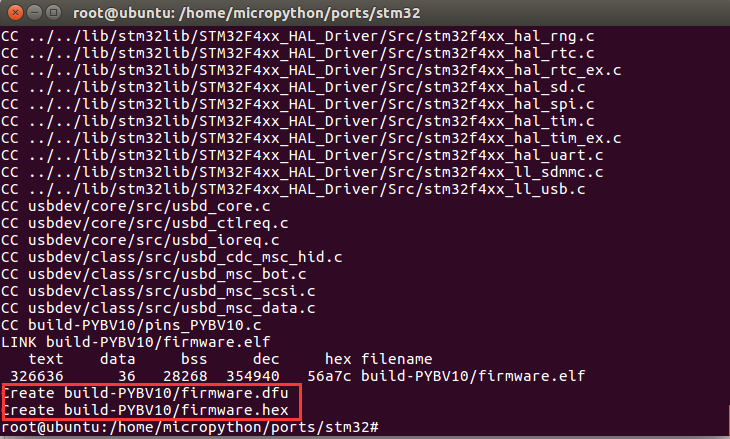 root@ubuntu: /home/micropython/ports/stm32
CC ../../lib/stm32lib/STM32F4xx_HAL_Driver/Src/stm32f4xx_hal_rng.c
CC ../../lib/stm32lib/STM32F4xx_HAL_Driver/Src/stm32f4xx_hal_rtc.c
CC ../../lib/stm32lib/STM32F4xx_HAL_Driver/Src/stm32f4xx_hal_rtc_ex.c
CC ../../lib/stm32lib/STM32F4xx_HAL_Driver/Src/stm32f4xx_hal_sd.c
CC ../../lib/stm32lib/STM32F4xx_HAL_Driver/Src/stm32f4xx_hal_spi.c
CC ../../lib/stm32lib/STM32F4xx_HAL_Driver/Src/stm32f4xx_hal_tim.c
CC ../../lib/stm32lib/STM32F4xx_HAL_Driver/Src/stm32f4xx_hal_tim_ex.c
CC ../../lib/stm32lib/STM32F4xx_HAL_Driver/Src/stm32f4xx_hal_uart.c
CC ../../lib/stm32lib/STM32F4xx_HAL_Driver/Src/stm32f4xx_ll_sdmmc.c
CC ../../lib/stm32lib/STM32F4xx_HAL_Driver/Src/stm32f4xx_ll_usb.c
CC usbdev/core/src/usbd_core.c
CC usbdev/core/src/usbd_ctlreq.c
CC usbdev/core/src/usbd_ioreq.c
CC usbdev/class/src/usbd_cdc_msc_hid.c
CC usbdev/class/src/usbd_msc_bot.c
CC usbdev/class/src/usbd_msc_scsi.c
CC usbdev/class/src/usbd_msc_data.c
CC build-PYBV10/pins_PYBV10.c
LINK build-PYBV10/firmware.elf
   text    data     bss     dec     hex filename
 326636      36   28268  354940   56a7c build-PYBV10/firmware.elf
Create build-PYBV10/firmware.dfu
Create build-PYBV10/firmware.hex
root@ubuntu:/home/micropython/ports/stm32#